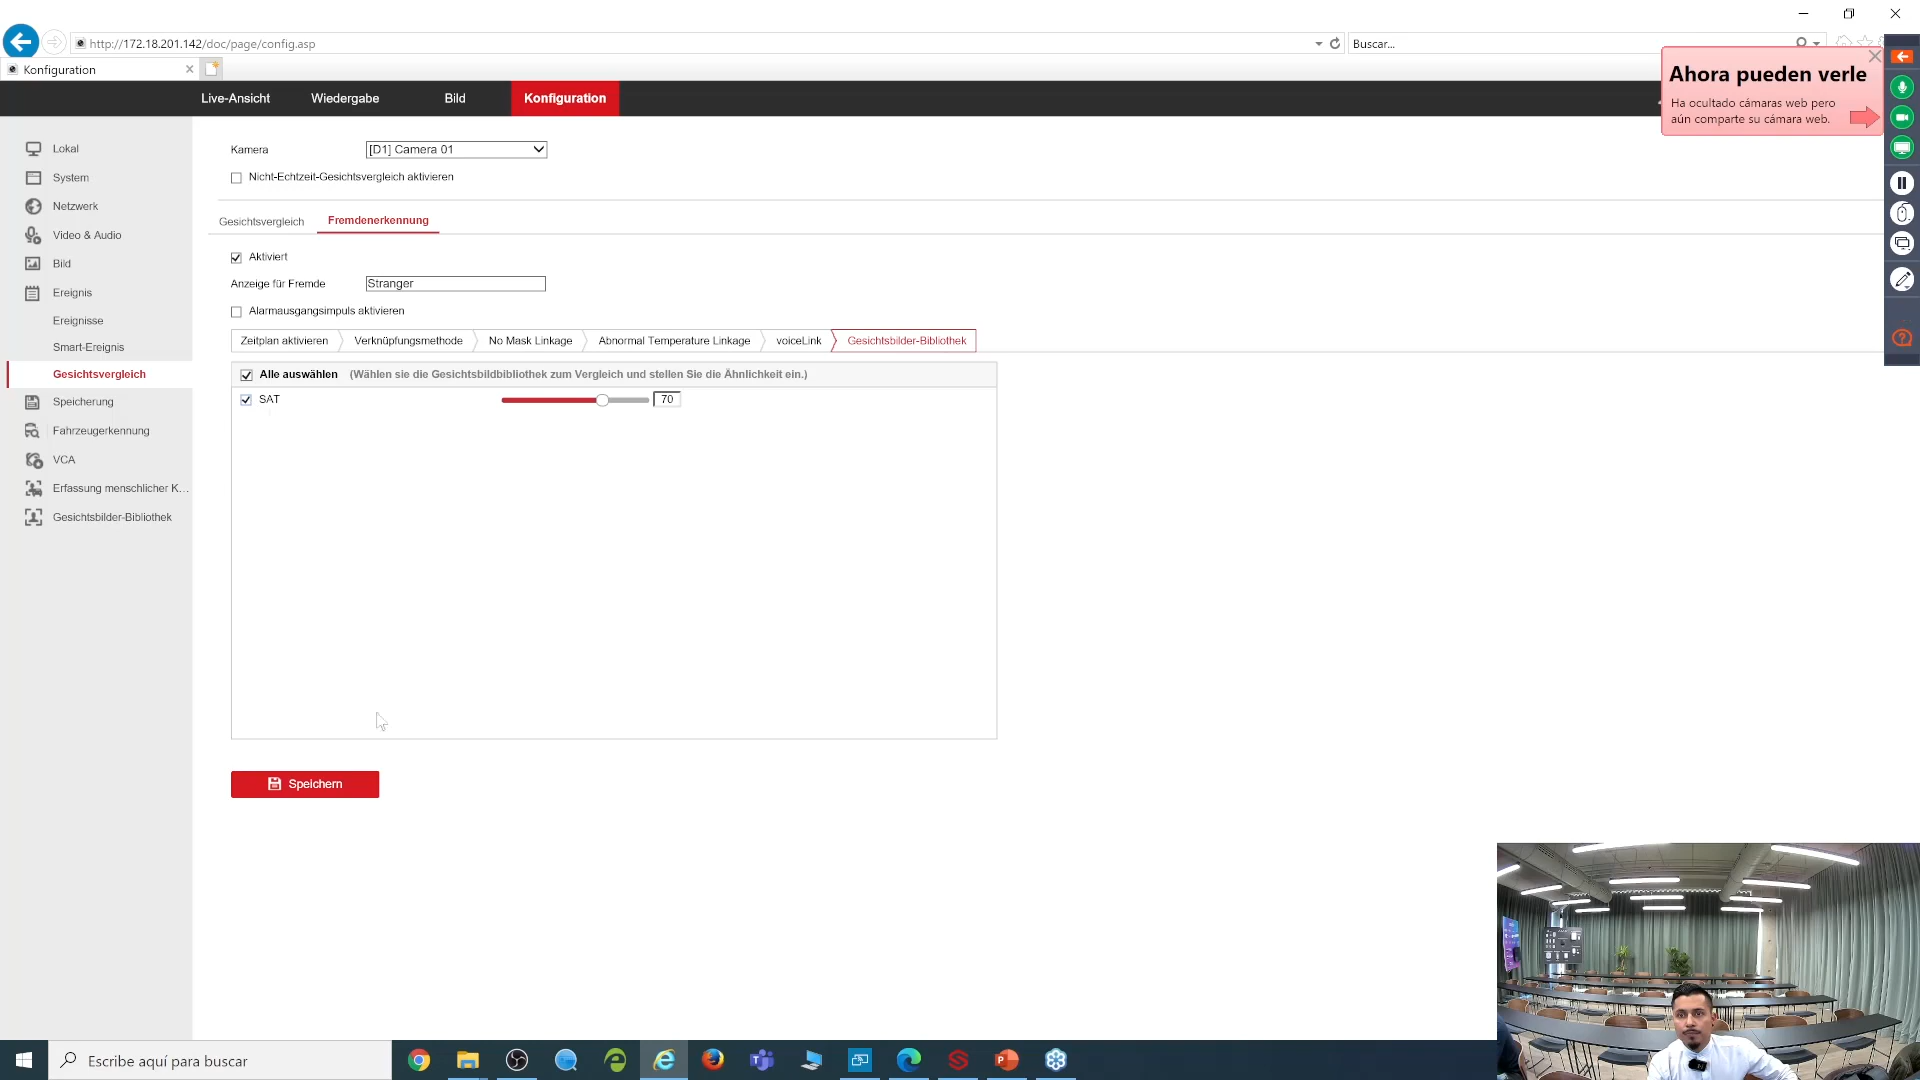 http://172.18.201.142/doc/page/config.asp
Buscar...
Konfiguration
Live-Ansicht
Wiedergabe
Bild
Konfiguration
Ahora pueden verle
Ha ocultado cámaras web pero
aún comparte su cámara web.
Lokal
System
Netzwerk
Video & Audio
Bild
Ereignis
Ereignisse
Smart-Ereignis
Gesichtsvergleich
Speicherung
Fahrzeugerkennung
VCA
Erfassung menschlicher K...
Gesichtsbilder-Bibliothek
Kamera
[D1] Camera 01
Nicht-Echtzeit-Gesichtsvergleich aktivieren
Gesichtsvergleich
Fremdenerkennung
Aktiviert
Anzeige für Fremde
Stranger
Alarmausgangsimpuls aktivieren
Zeitplan aktivieren
Verknüpfungsmethode
No Mask Linkage
Abnormal Temperature Linkage
voiceLink
Gesichtsbilder-Bibliothek
Alle auswählen (Wählen sie die Gesichtsbildbibliothek zum Vergleich und stellen Sie die Ähnlichkeit ein.)
SAT
70
Speichern
Escribe aquí para buscar